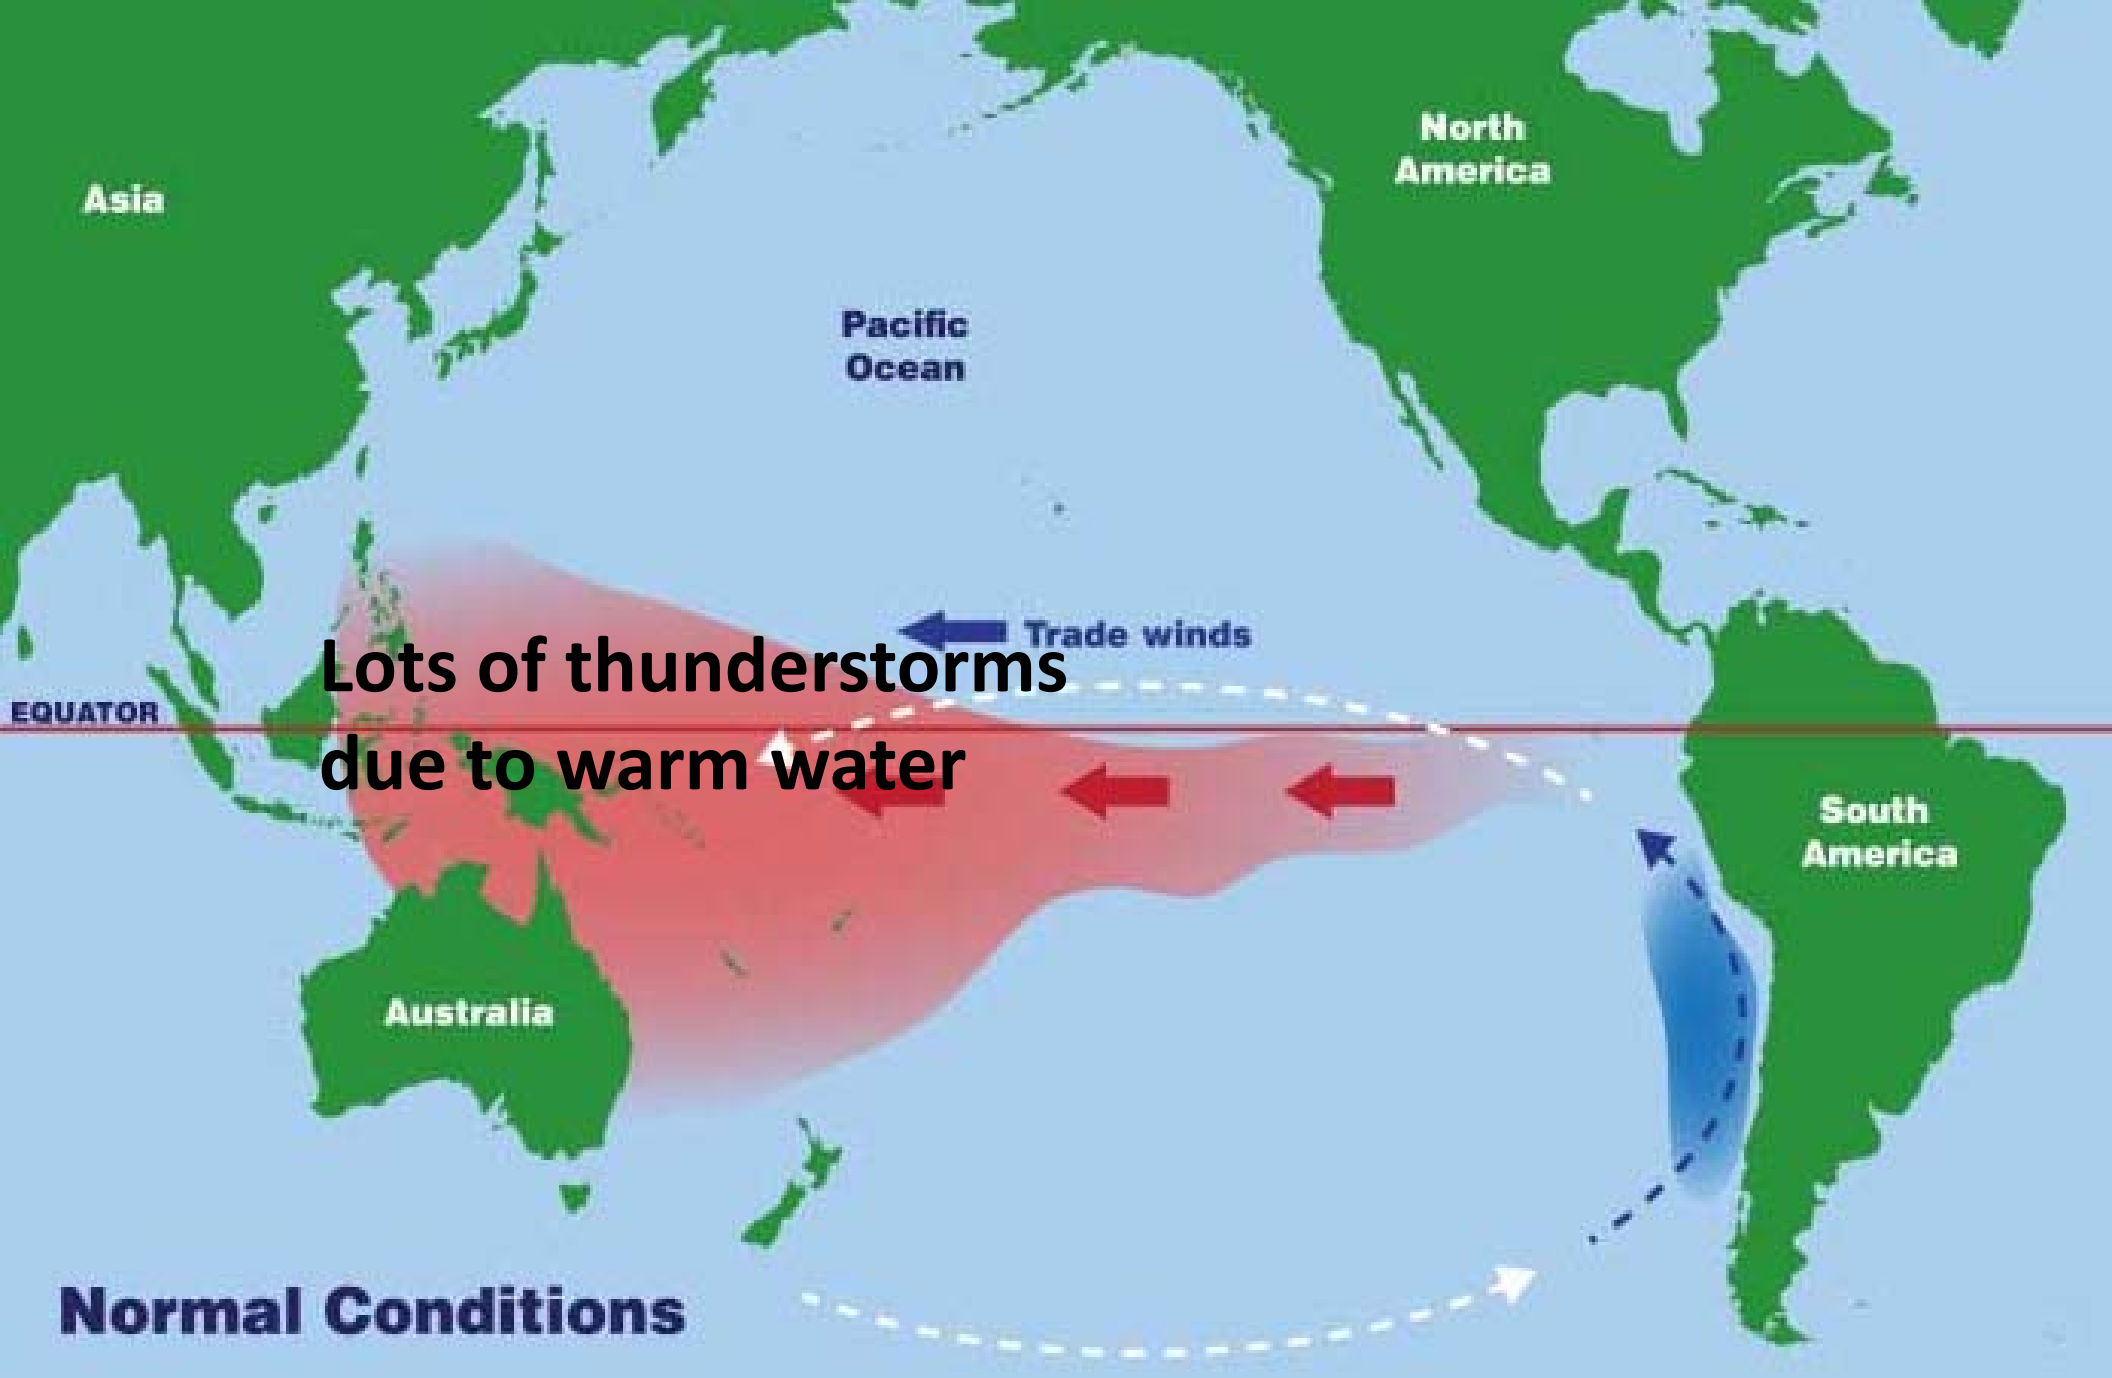 North
America
Asia
Pacific
Ocean
Trade winds
Lots of thunderstorms
EQUATOR
due to warm water
South
America
Australia
Normal Conditions